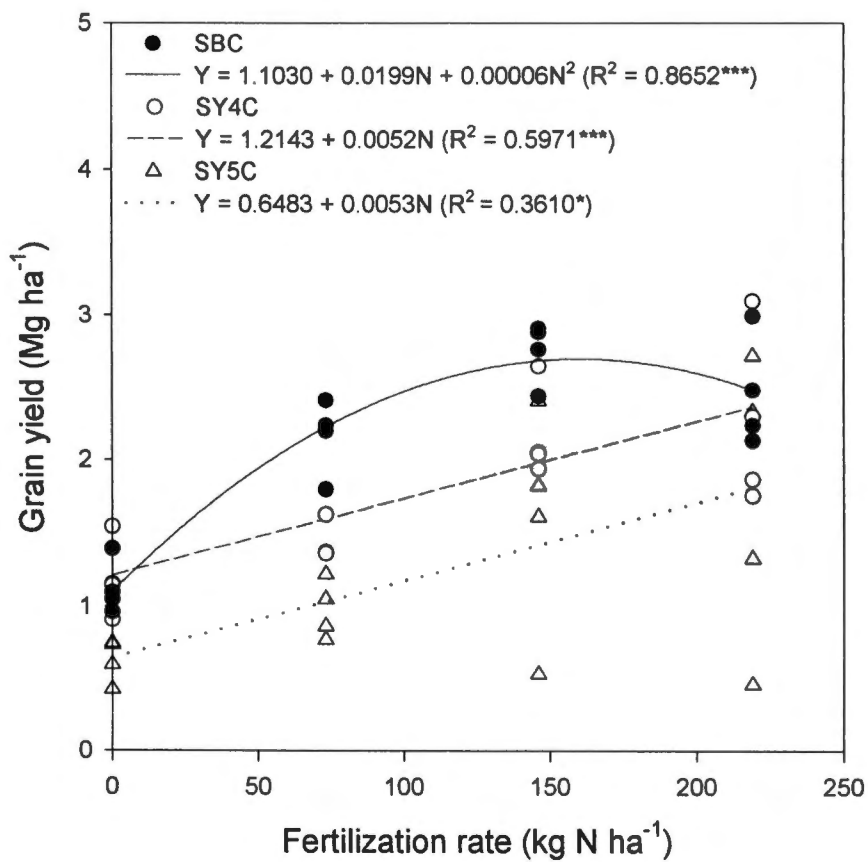 5
SBC
Y = 1.1030 + 0.0199N + 0.00006N² (R² = 0.8652***)
SY4C
Y = 1.2143 + 0.0052N (R² = 0.5971***)
4
SY5C
Y = 0.6483 + 0.0053N (R² = 0.3610*)
3
2
1
0
Grain yield (Mg ha⁻¹)
0 50 100 150 200 250
Fertilization rate (kg N ha⁻¹)